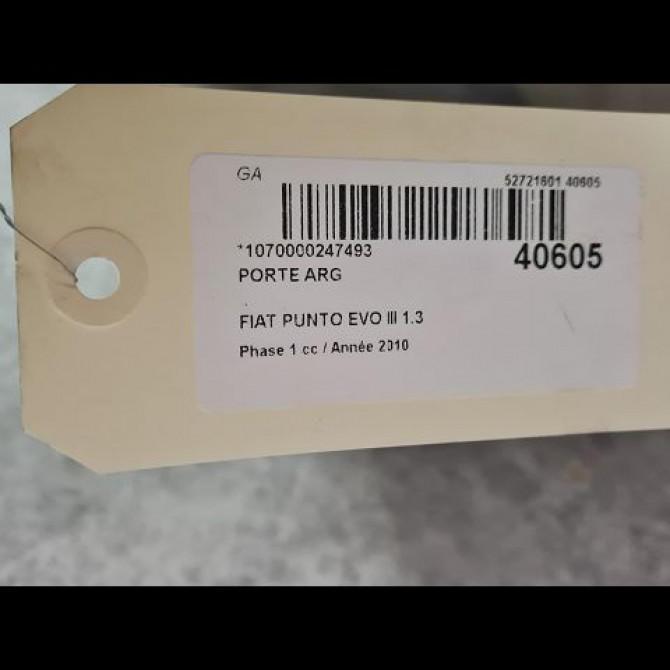 GA
52721601 40605
*1070000247493
40605
PORTE ARG
FIAT PUNTO EVO III 1.3
Phase 1 cc / Année 2010